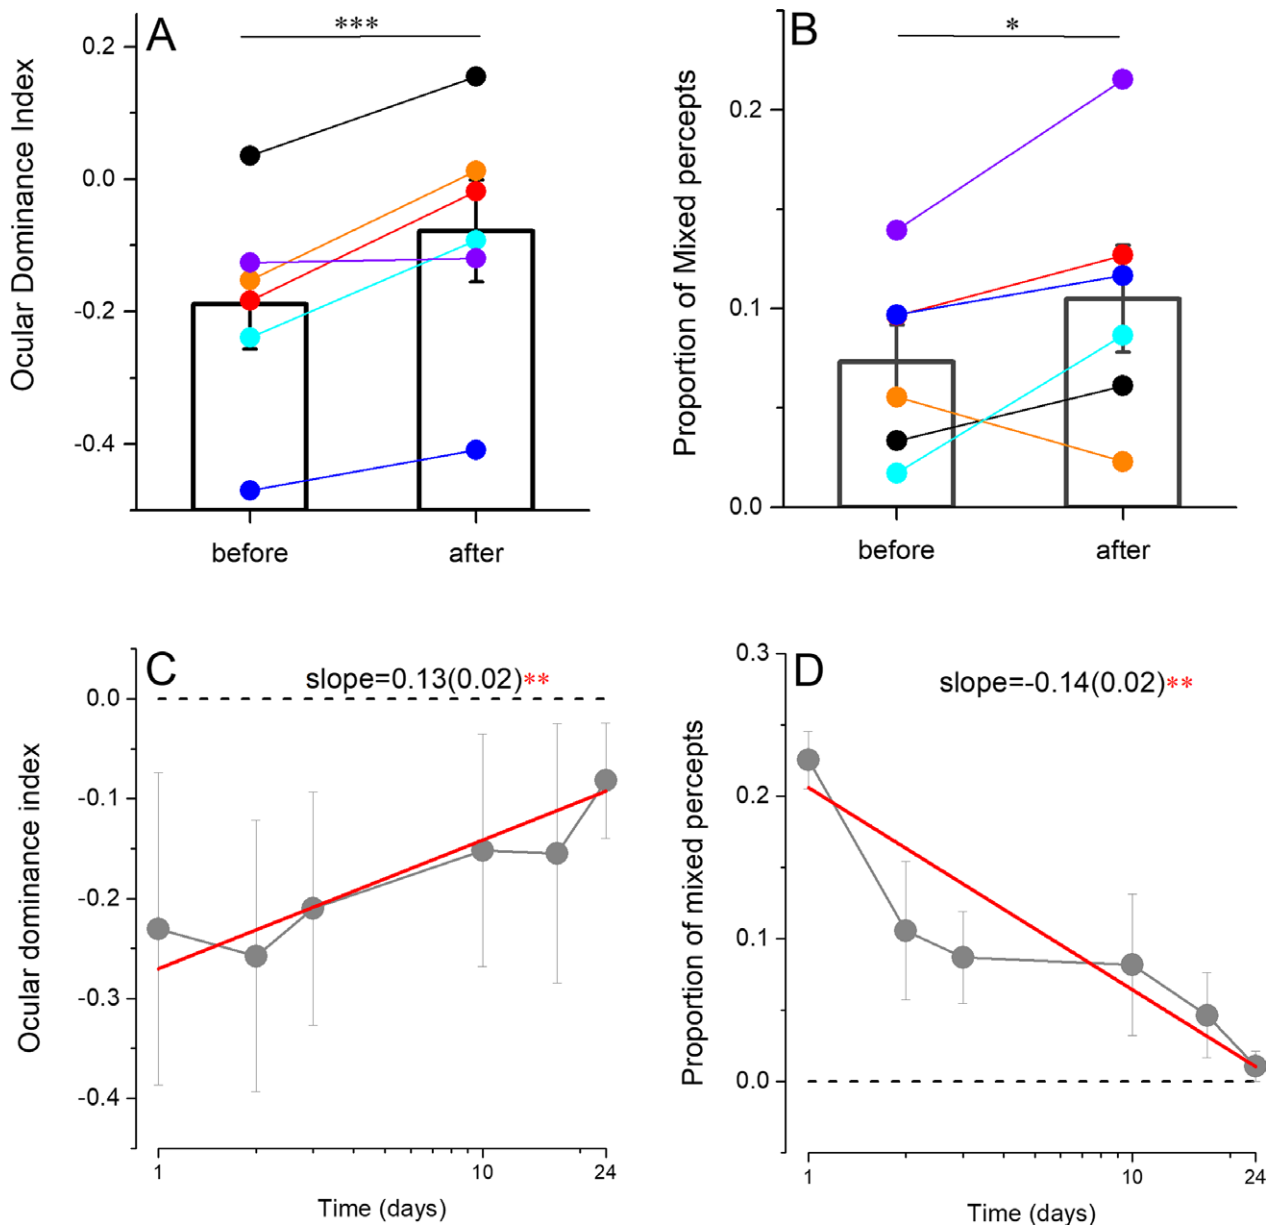 A
***
Ocular Dominance Index
0.2
0.0
-0.2
-0.4
before
after
B
*
Proportion of Mixed percepts
0.2
0.1
0.0
before
after
C
slope=0.13(0.02)**
Ocular dominance index
0.0
-0.1
-0.2
-0.3
-0.4
1
10
24
Time (days)
D
slope=-0.14(0.02)**
Proportion of mixed percepts
0.3
0.2
0.1
0.0
1
10
24
Time (days)